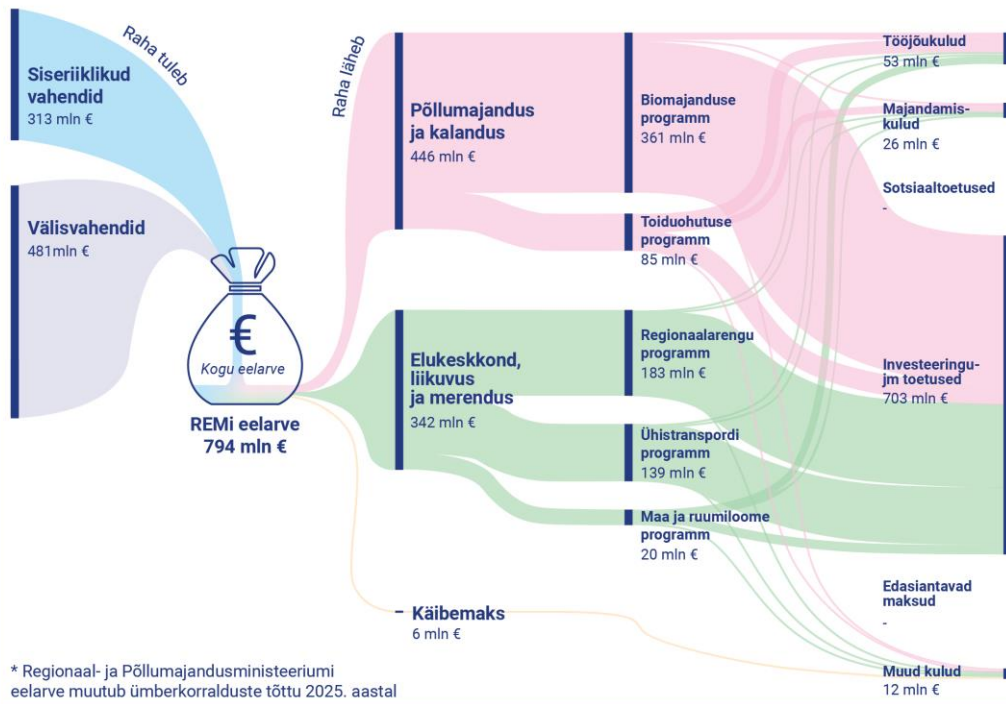 Raha tuleb
Siseriiklikud
vahendid
313 mln €
Välisvahendid
481mln €
€
Kogu eelarve
REMi eelarve
794 mln €
Raha läheb
Põllumajandus
ja kalandus
446 mln €
Elukeskkond,
liikuvus
ja merendus
342 mln €
Käibemaks
6 mln €
Biomajanduse
programm
361 mln €
Toiduohutuse
programm
85 mln €
Regionaalarengu
programm
183 mln €
Ühistranspordi
programm
139 mln €
Maa ja ruumiloome
programm
20 mln €
Tööjõukulud
53 mln €
Majandamis-
kulud
26 mln €
Sotsiaaltoetused
-
Investeeringu-
jm toetused
703 mln €
Edasiantavad
maksud
-
Muud kulud
12 mln €
* Regionaal- ja Põllumajandusministeeriumi
eelarve muutub ümberkorralduste tõttu 2025. aastal